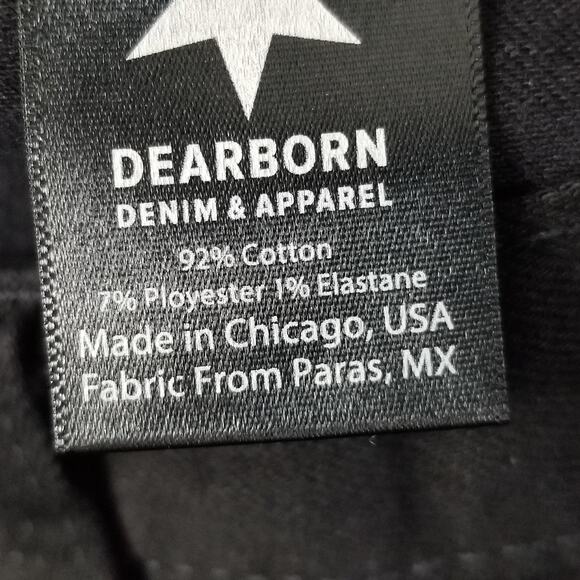 DEARBORN
DENIM & APPAREL
92% Cotton
7% Ployester 1% Elastane
Made in Chicago, USA
Fabric From Paras, MX